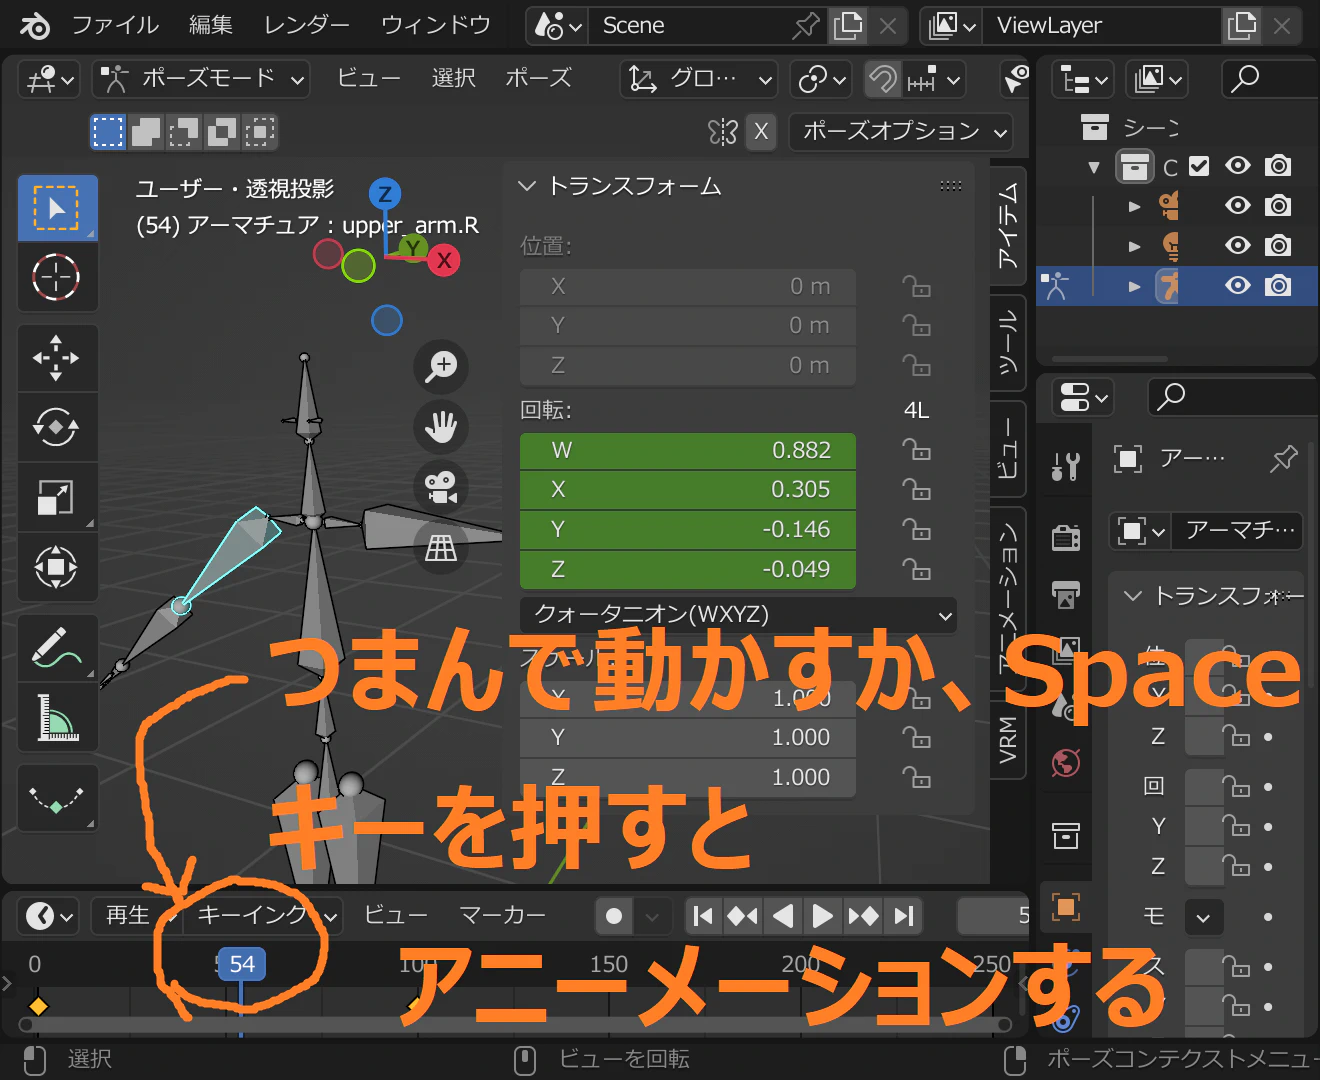 ファイル 編集 レンダー ウィンドウ Scene ViewLayer
ポーズモード ビュー 選択 ポーズ グロ…
X ポーズオプション
シーン
ユーザー・透視投影
(54) アーマチュア : upper_arm.R
Z
Y
X
トランスフォーム
位置:
X 0 m
Y 0 m
Z 0 m
回転: 4L
W 0.882
X 0.305
Y -0.146
Z -0.049
クォータニオン(WXYZ)
X 1.000
Y 1.000
Z 1.000
アイテム
ツール
ビュー
アニメーション
VRM
C
アー…
アーマチ…
トランスフォー
位
Y
Z
回
Y
Z
モ
ス
つまんで動かすか、Space
キーを押すと
アニメーションする
再生 キーイング ビュー マーカー 5
0 54 100 150 200 250
選択 ビューを回転 ポーズコンテクストメニュー